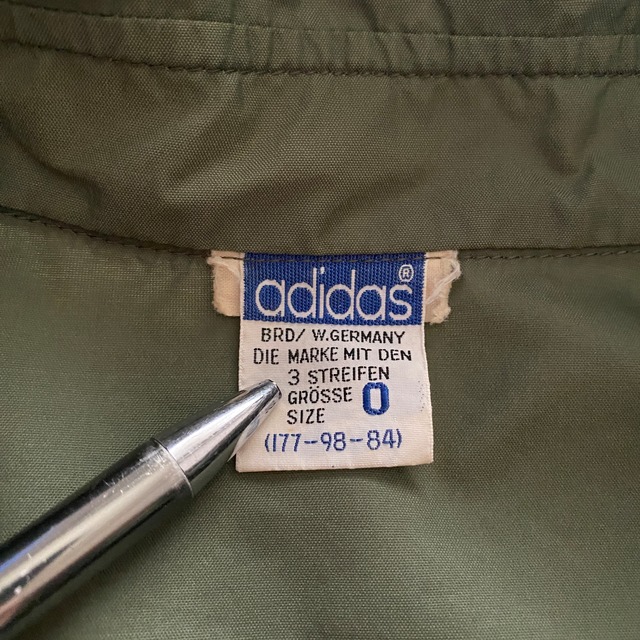 adidas®
BRD/ W.GERMANY
DIE MARKE MIT DEN
3 STREIFEN
GRÖSSE 0
SIZE
(177-98-84)